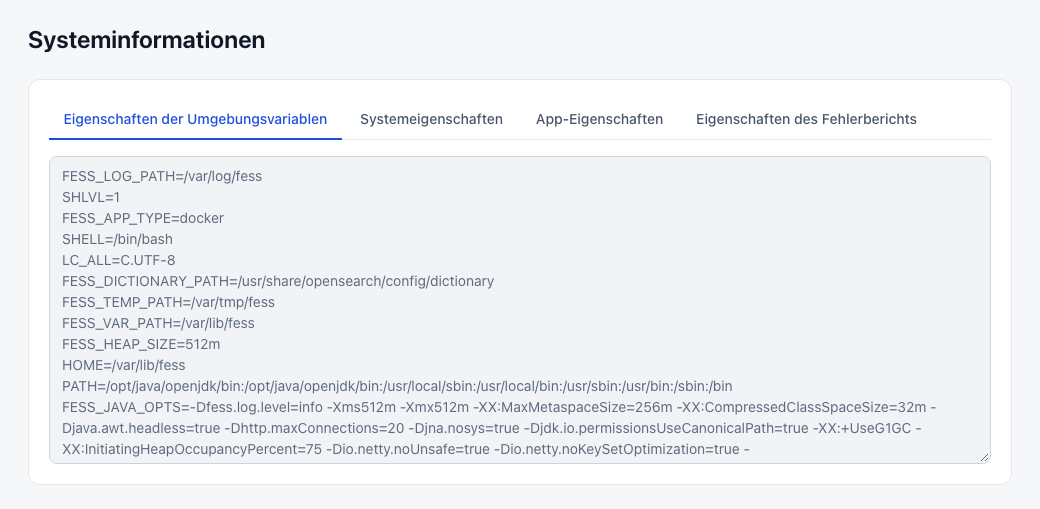 Systeminformationen
Eigenschaften der Umgebungsvariablen
Systemeigenschaften
App-Eigenschaften
Eigenschaften des Fehlerberichts
FESS_LOG_PATH=/var/log/fess
SHLVL=1
FESS_APP_TYPE=docker
SHELL=/bin/bash
LC_ALL=C.UTF-8
FESS_DICTIONARY_PATH=/usr/share/opensearch/config/dictionary
FESS_TEMP_PATH=/var/tmp/fess
FESS_VAR_PATH=/var/lib/fess
FESS_HEAP_SIZE=512m
HOME=/var/lib/fess
PATH=/opt/java/openjdk/bin:/opt/java/openjdk/bin:/usr/local/sbin:/usr/local/bin:/usr/sbin:/usr/bin:/sbin:/bin
FESS_JAVA_OPTS=-Dfess.log.level=info -Xms512m -Xmx512m -XX:MaxMetaspaceSize=256m -XX:CompressedClassSpaceSize=32m -
Djava.awt.headless=true -Dhttp.maxConnections=20 -Djna.nosys=true -Djdk.io.permissionsUseCanonicalPath=true -XX:+UseG1GC -
XX:InitiatingHeapOccupancyPercent=75 -Dio.netty.noUnsafe=true -Dio.netty.noKeySetOptimization=true -